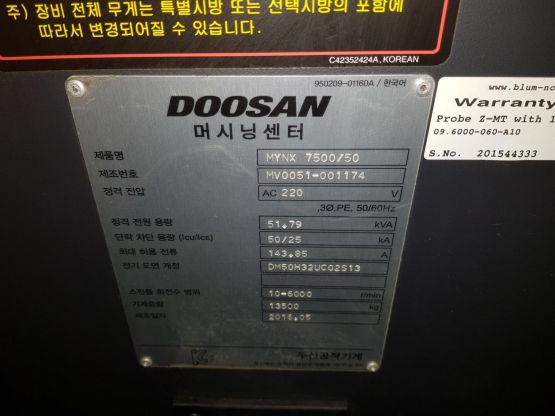 주) 장비 전체 무게는 특별시방 또는 선택시방의 포함에
따라서 변경되어질 수 있습니다.
C42352424A, KOREAN
950209-01160A / 한국어
DOOSAN
머시닝센터
제품명 MYNX 7500/50
제조번호 MV0051-001174
정격 전압 AC 220 V
,3Ø,PE, 50/60Hz
정격 전원 용량 51.79 kVA
단락 차단 용량 (Icu/Ics) 50/25 kA
최대 허용 전류 143.85 A
전기 도면 개정 DM50H32UC02S13
스핀들 회전수 범위 10-6000 r/min
기계중량 13500 kg
제조일자 2016.05
두산공작기계
www.blum-no
Warranty
Probe Z-MT with 1
09.6000-060-A10
S.No. 201544333